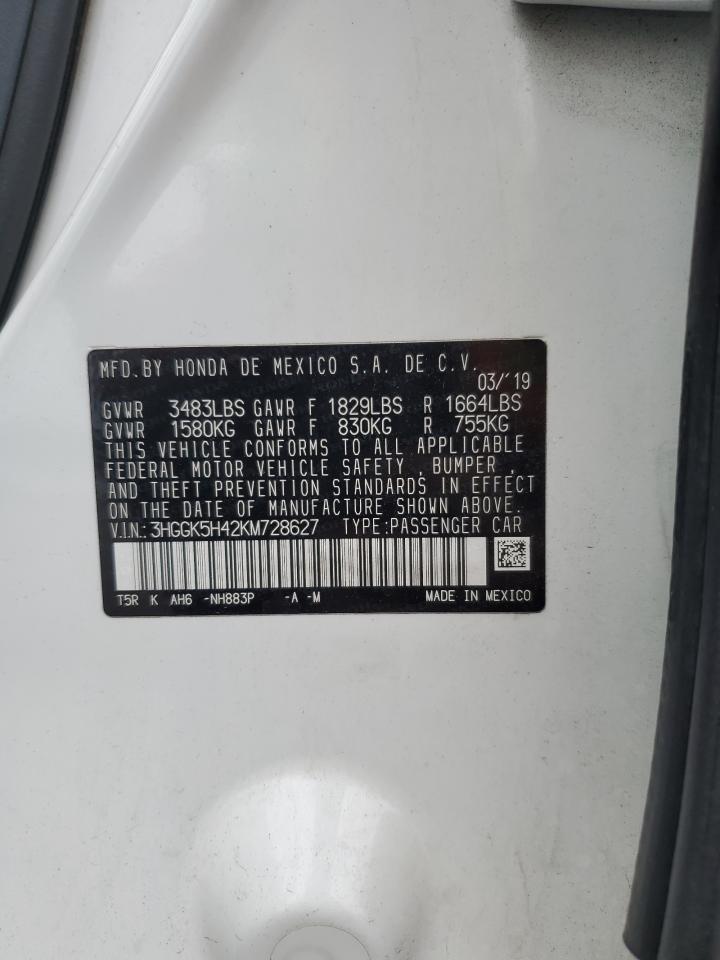 MFD. BY HONDA DE MEXICO S.A. DE C.V.
03/'19
GVWR 3483LBS GAWR F 1829LBS R 1664LBS
GVWR 1580KG GAWR F 830KG R 755KG
THIS VEHICLE CONFORMS TO ALL APPLICABLE
FEDERAL MOTOR VEHICLE SAFETY , BUMPER ,
AND THEFT PREVENTION STANDARDS IN EFFECT
ON THE DATE OF MANUFACTURE SHOWN ABOVE.
V.I.N.: 3HGGK5H42KM728627 TYPE:PASSENGER CAR
T5R K AH6 -NH883P -A -M MADE IN MEXICO